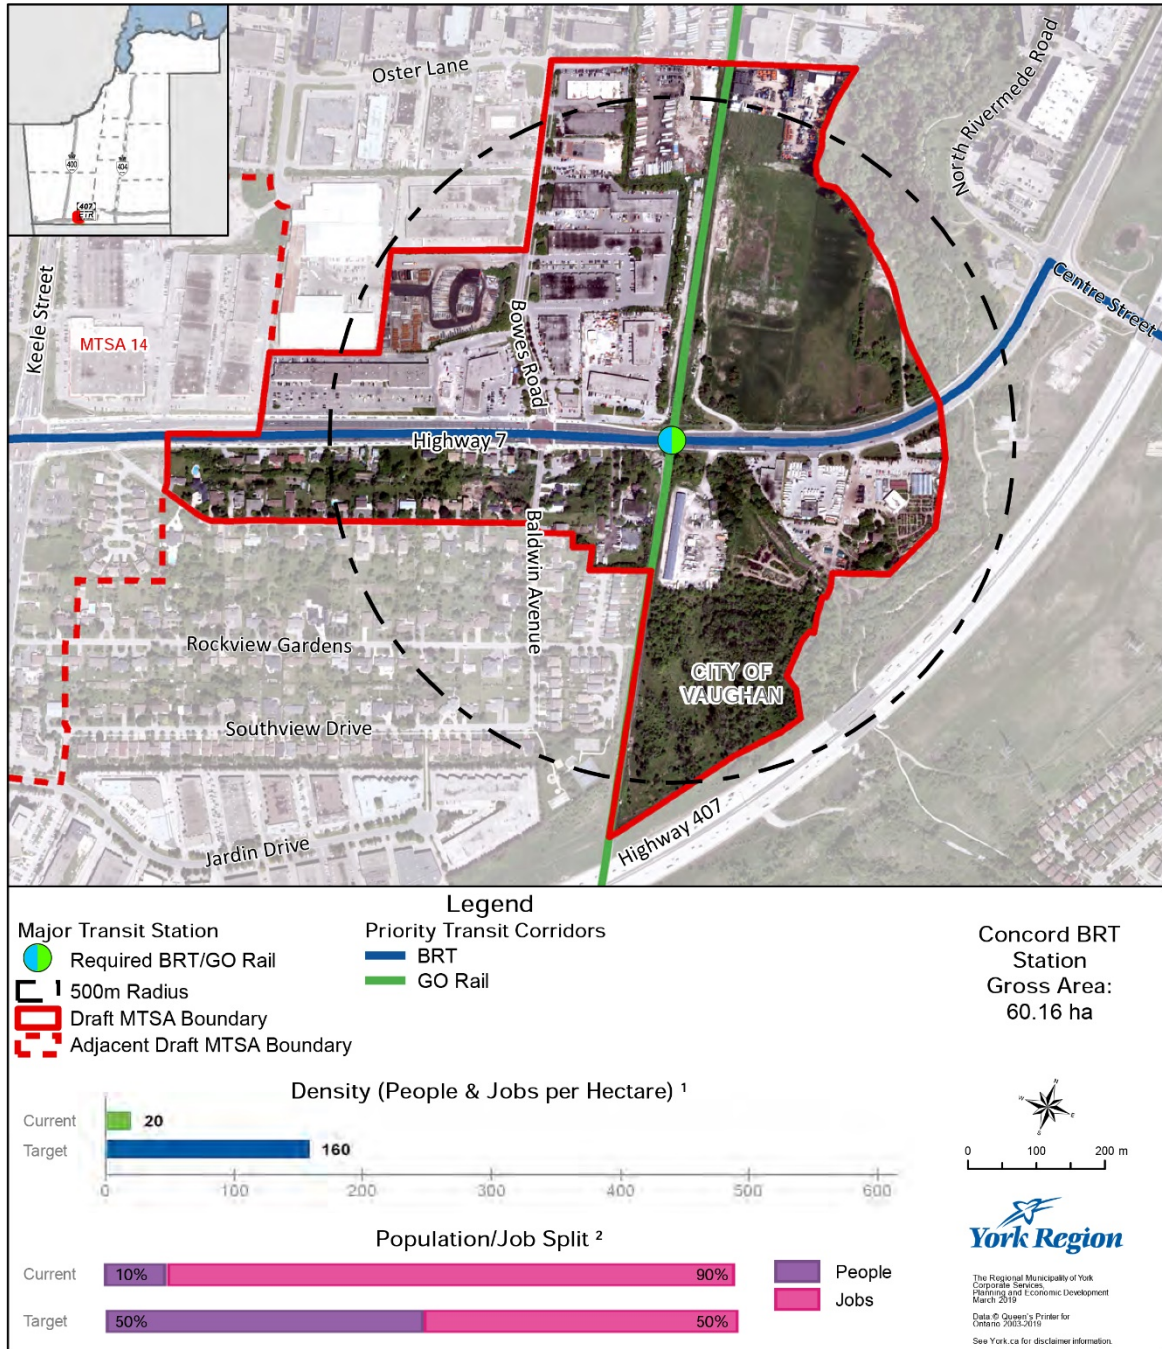 400
404
407
ETR
Oster Lane
North Rivermede Road
Keele Street
MTSA 14
Bowes Road
Centre Street
Highway 7
Baldwin Avenue
Rockview Gardens
CITY OF
VAUGHAN
Southview Drive
Highway 407
Jardin Drive
Legend
Major Transit Station
Required BRT/GO Rail
500m Radius
Draft MTSA Boundary
Adjacent Draft MTSA Boundary
Priority Transit Corridors
BRT
GO Rail
Concord BRT
Station
Gross Area:
60.16 ha
Density (People & Jobs per Hectare) ¹
Current
20
Target
160
0 100 200 300 400 500 600
N
W
E
S
0 100 200 m
Population/Job Split ²
Current
10% 90%
Target
50% 50%
People
Jobs
York Region
The Regional Municipality of York
Corporate Services,
Planning and Economic Development
March 2019
Data:© Queen's Printer for
Ontario 2003-2019
See York.ca for disclaimer information.